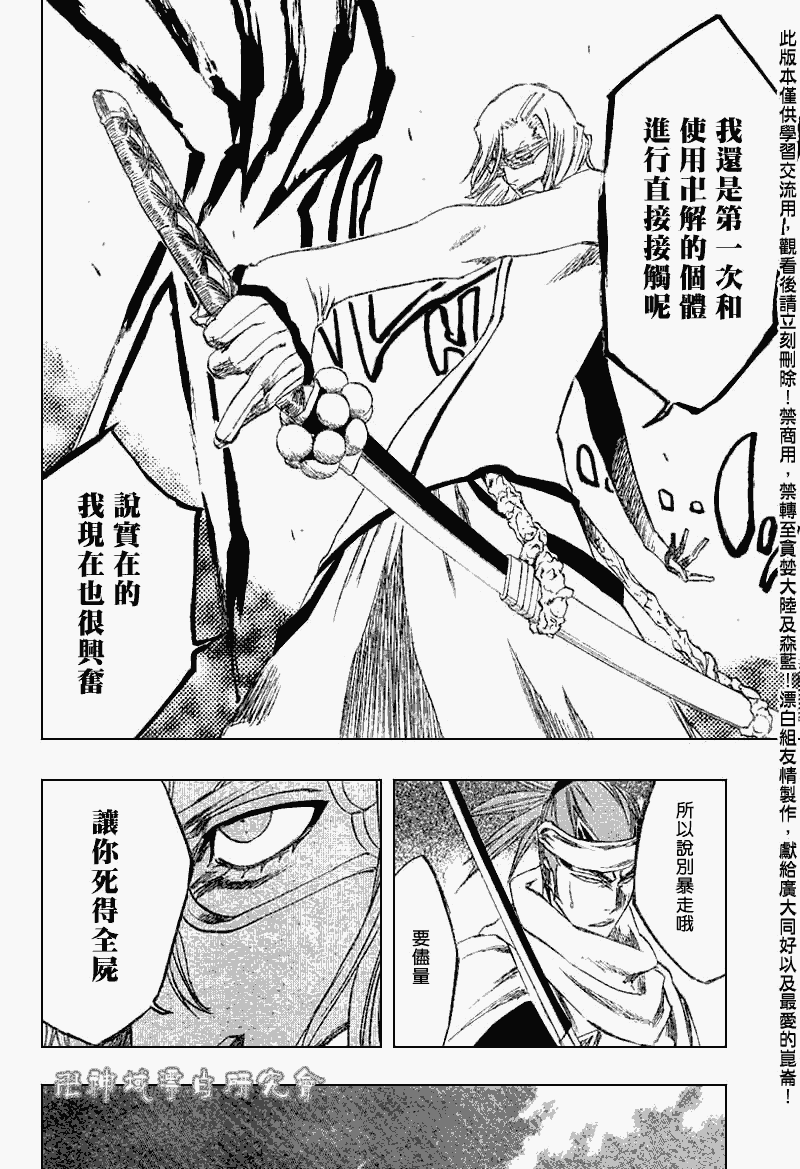 我還是第一次和
使用卍解的個體
進行直接接觸呢
說實在的
我現在也很興奮
所以說別暴走哦
要儘量
讓你死得全屍
卍神域漂白研究會
此版本僅供學習交流用，觀看後請立刻刪除！禁商用，禁轉至貪婪大陸及森藍！漂白組友情製作，獻給廣大同好以及最愛的崑崙！